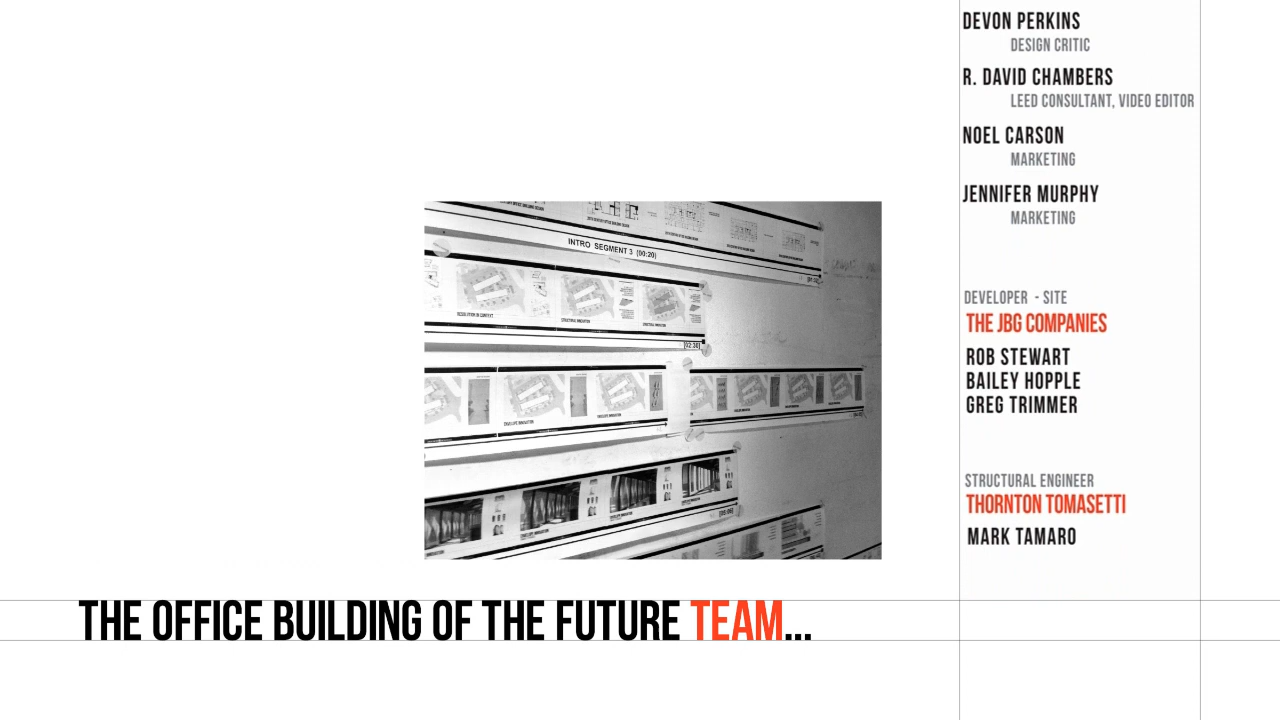 DEVON PERKINS
DESIGN CRITIC
R. DAVID CHAMBERS
LEED CONSULTANT, VIDEO EDITOR
NOEL CARSON
MARKETING
JENNIFER MURPHY
MARKETING
DEVELOPER - SITE
THE JBG COMPANIES
ROB STEWART
BAILEY HOPPLE
GREG TRIMMER
STRUCTURAL ENGINEER
THORNTON TOMASETTI
MARK TAMARO
INTRO SEGMENT 3 (00:20)
[02:30]
THE OFFICE BUILDING OF THE FUTURE TEAM...